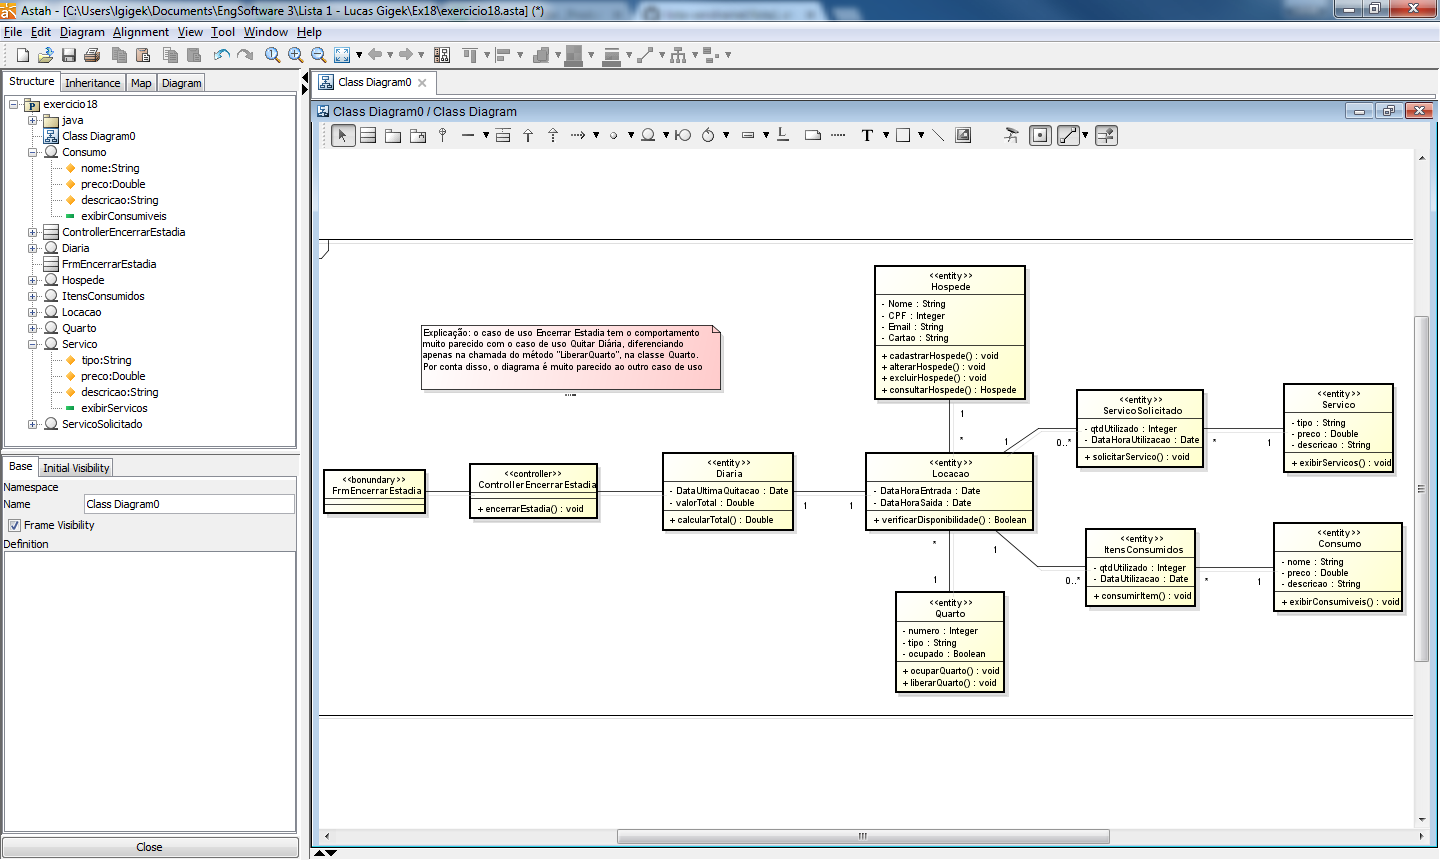 Astah - [C:\Users\lgigek\Documents\EngSoftware 3\Lista 1 - Lucas Gigek\Ex18\exercicio18.asta] (*)
File Edit Diagram Alignment View Tool Window Help
Structure Inheritance Map Diagram
exercicio18
java
Class Diagram0
Consumo
nome:String
preco:Double
descricao:String
exibirConsumiveis
ControllerEncerrarEstadia
Diaria
FrmEncerrarEstadia
Hospede
ItensConsumidos
Locacao
Quarto
Servico
tipo:String
preco:Double
descricao:String
exibirServicos
ServicoSolicitado
Base Initial Visibility
Namespace
Name Class Diagram0
Frame Visibility
Definition
Close
Class Diagram0
Class Diagram0 / Class Diagram
T
Explicação: o caso de uso Encerrar Estadia tem o comportamento
muito parecido com o caso de uso Quitar Diária, diferenciando
apenas na chamada do método "LiberarQuarto", na classe Quarto.
Por conta disso, o diagrama é muito parecido ao outro caso de uso
<<entity>>
Hospede
- Nome : String
- CPF : Integer
- Email : String
- Cartao : String
+ cadastrarHospede() : void
+ alterarHospede() : void
+ excluirHospede() : void
+ consultarHospede() : Hospede
1
*
<<bonundary>>
FrmEncerrarEstadia
<<controller>>
ControllerEncerrarEstadia
+ encerrarEstadia() : void
<<entity>>
Diaria
- DataUltimaQuitacao : Date
- valorTotal : Double
+ calcularTotal() : Double
1 1
<<entity>>
Locacao
- DataHoraEntrada : Date
- DataHoraSaida : Date
+ verificarDisponibilidade() : Boolean
1 0..*
<<entity>>
ServicoSolicitado
- qtdUtilizado : Integer
- DataHoraUtilizacao : Date
+ solicitarServico() : void
* 1
<<entity>>
Servico
- tipo : String
- preco : Double
- descricao : String
+ exibirServicos() : void
1 0..*
<<entity>>
ItensConsumidos
- qtdUtilizado : Integer
- DataUtilizacao : Date
+ consumirItem() : void
* 1
<<entity>>
Consumo
- nome : String
- preco : Double
- descricao : String
+ exibirConsumiveis() : void
*
1
<<entity>>
Quarto
- numero : Integer
- tipo : String
- ocupado : Boolean
+ ocuparQuarto() : void
+ liberarQuarto() : void